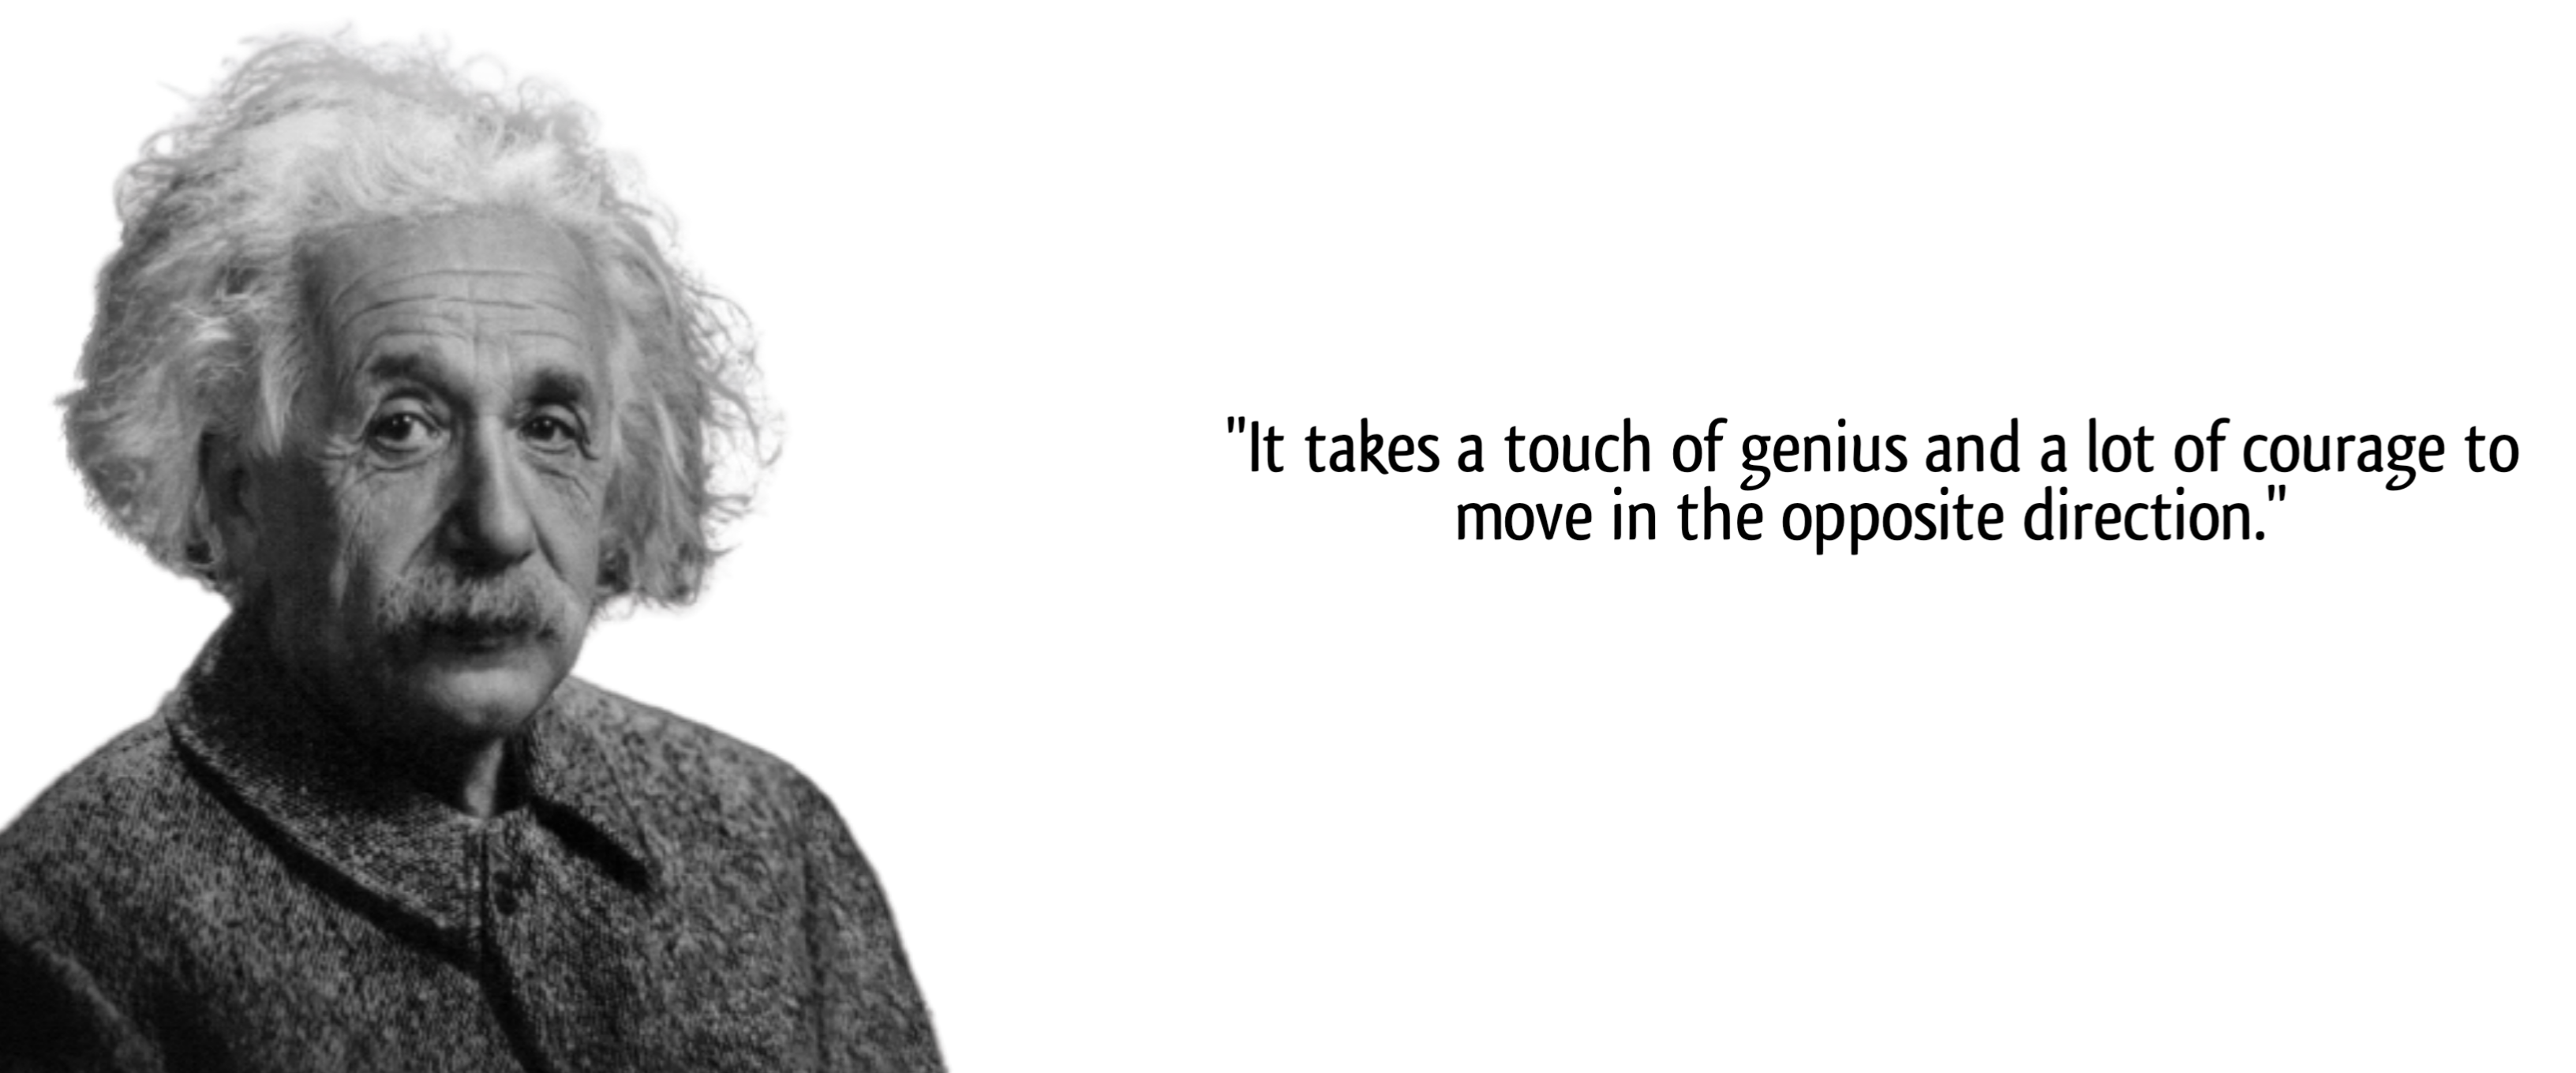 "It takes a touch of genius and a lot of courage to
move in the opposite direction."